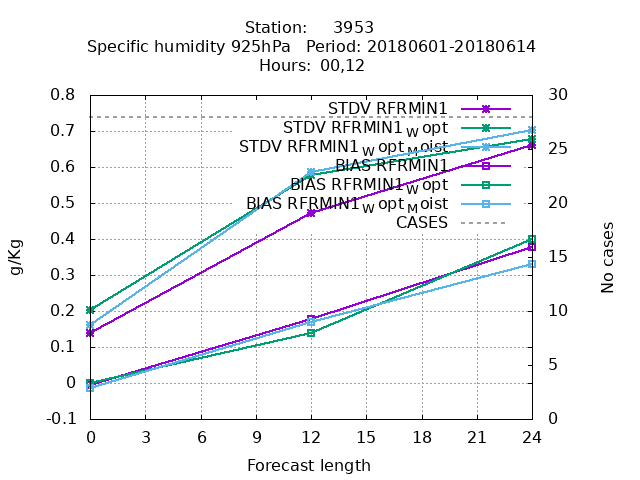 Station:     3953
Specific humidity 925hPa   Period: 20180601-20180614
Hours: 00,12
STDV RFRMIN1
STDV RFRMIN1_W opt
STDV RFRMIN1_W opt_M oist
BIAS RFRMIN1
BIAS RFRMIN1_W opt
BIAS RFRMIN1_W opt_M oist
CASES
g/Kg
0.8
0.7
0.6
0.5
0.4
0.3
0.2
0.1
0
-0.1
No cases
30
25
20
15
10
5
0
0 3 6 9 12 15 18 21 24
Forecast length